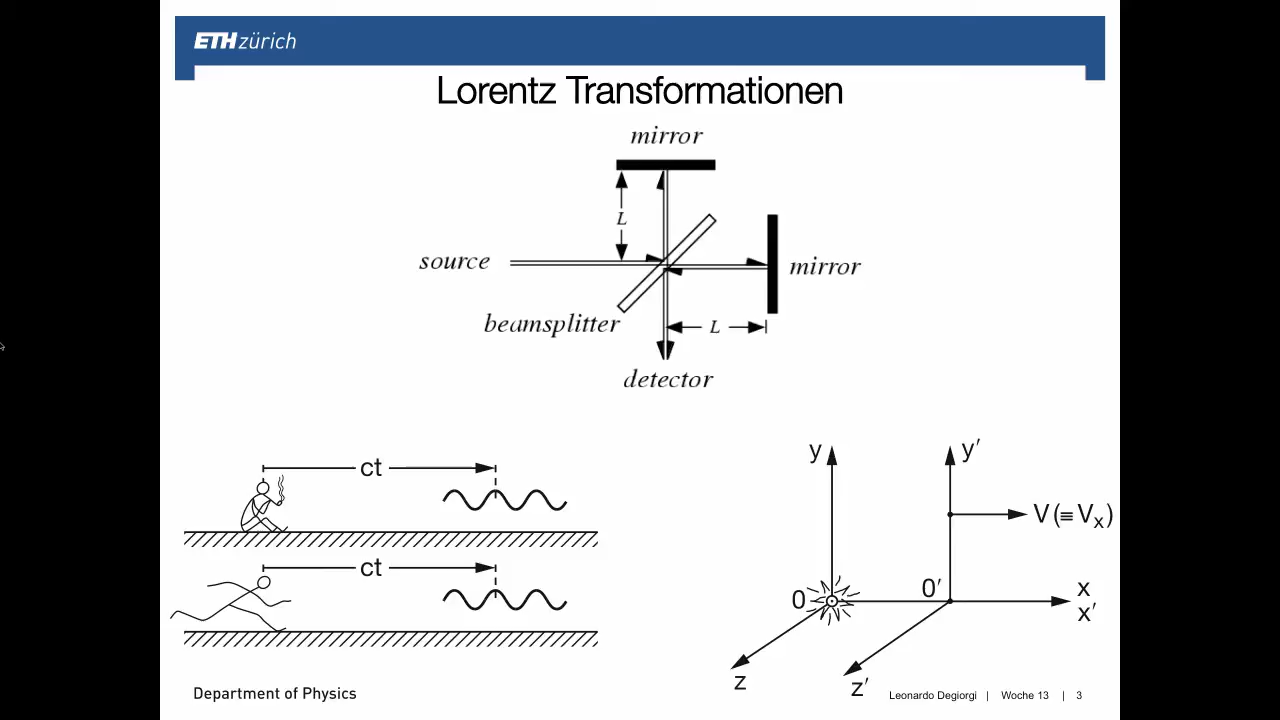 ETH zürich
Lorentz Transformationen
mirror
L
source
mirror
beamsplitter
L
detector
ct
ct
y
y′
V (≡ Vx)
0
0′
x
x′
z
z′
Department of Physics
Leonardo Degiorgi | Woche 13 | 3